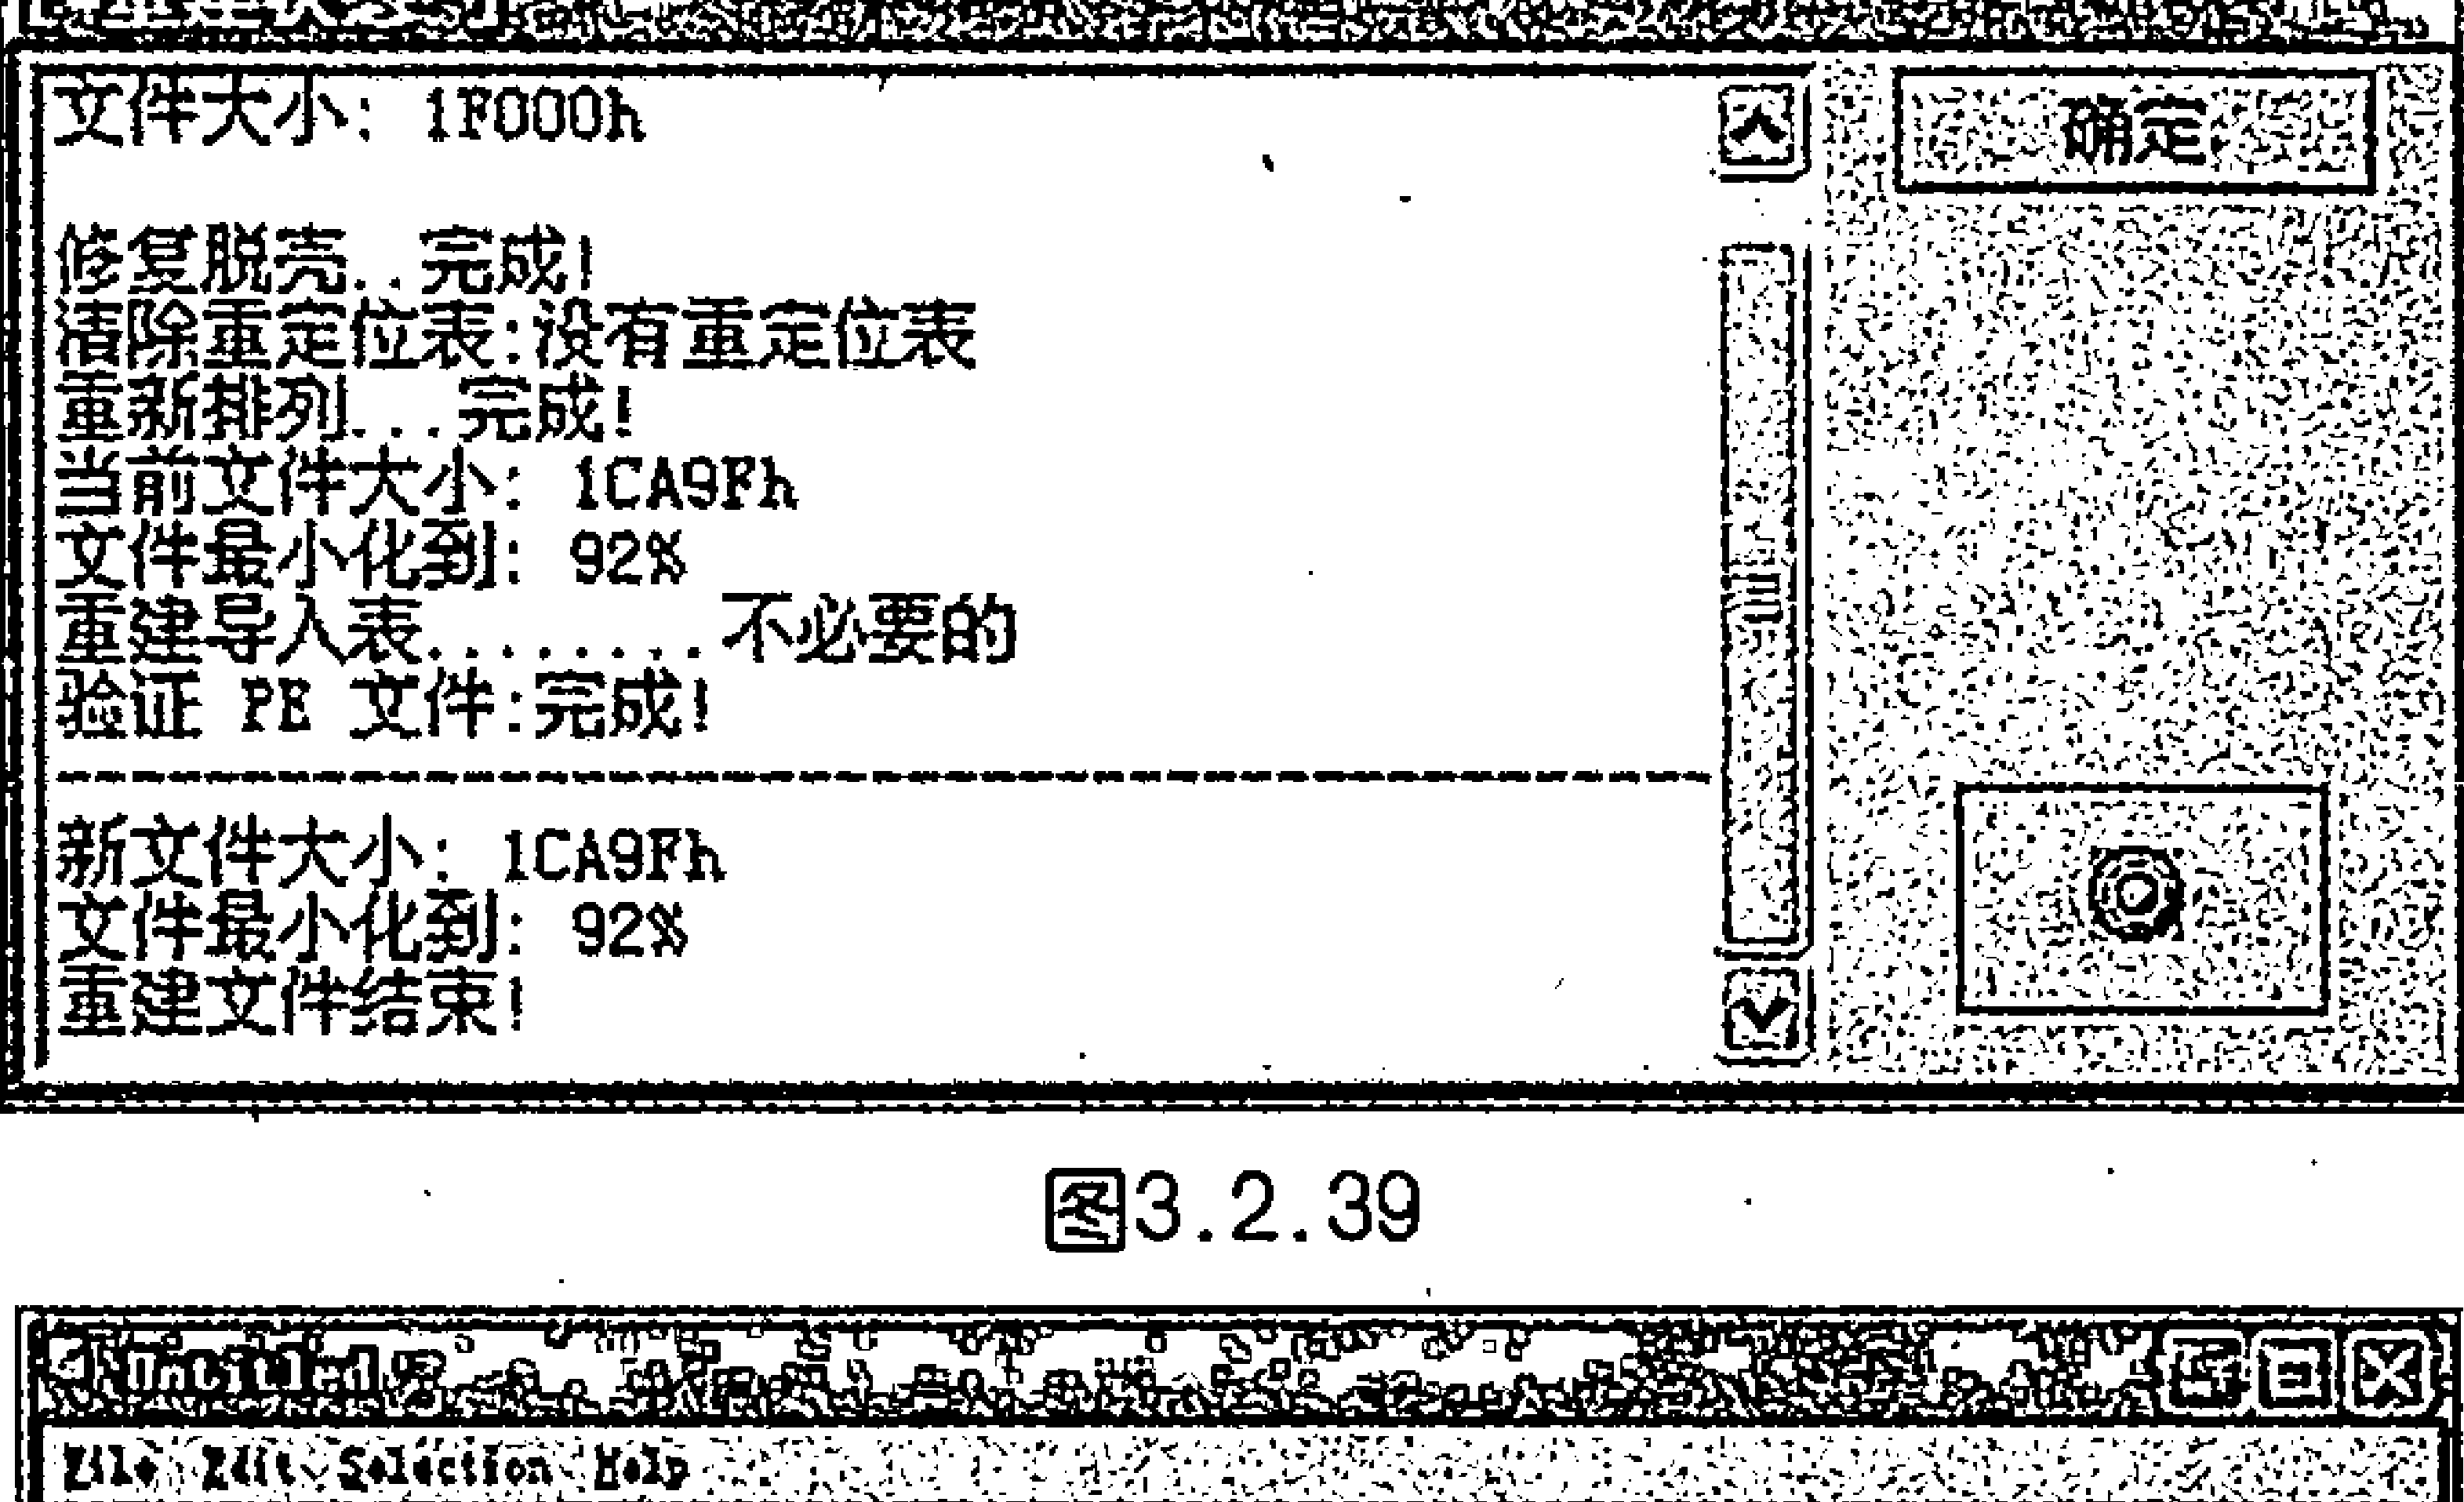 文件大小: 1F000h
确定
修复脱壳..完成!
清除重定位表:没有重定位表
重新排列...完成!
当前文件大小: 1CA9Fh
文件最小化到: 92%
重建导入表........不必要的
验证 PE 文件:完成!
新文件大小: 1CA9Fh
文件最小化到: 92%
重建文件结束!
图3.2.39
Untitled
File Edit Selection Help